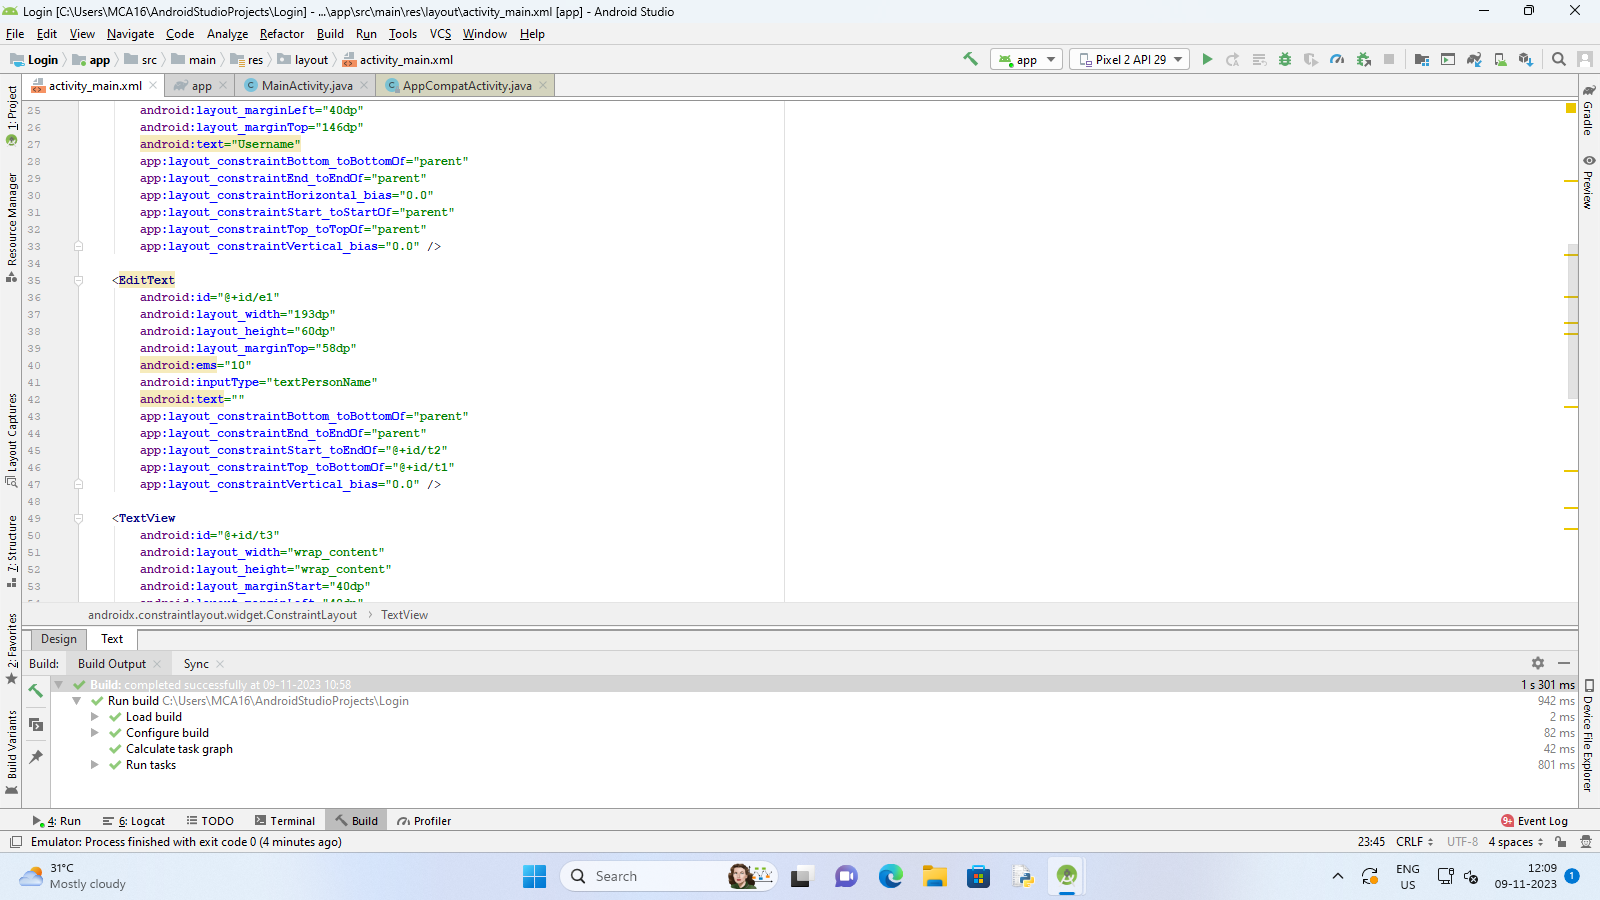 Login [C:\Users\MCA16\AndroidStudioProjects\Login] - ...\app\src\main\res\layout\activity_main.xml [app] - Android Studio
File Edit View Navigate Code Analyze Refactor Build Run Tools VCS Window Help
Login app src main res layout activity_main.xml app Pixel 2 API 29
activity_main.xml app MainActivity.java AppCompatActivity.java
1: Project
Resource Manager
Layout Captures
7: Structure
2: Favorites
Build Variants
25 android:layout_marginLeft="40dp"
26 android:layout_marginTop="146dp"
27 android:text="Username"
28 app:layout_constraintBottom_toBottomOf="parent"
29 app:layout_constraintEnd_toEndOf="parent"
30 app:layout_constraintHorizontal_bias="0.0"
31 app:layout_constraintStart_toStartOf="parent"
32 app:layout_constraintTop_toTopOf="parent"
33 app:layout_constraintVertical_bias="0.0" />
34
35 <EditText
36 android:id="@+id/e1"
37 android:layout_width="193dp"
38 android:layout_height="60dp"
39 android:layout_marginTop="58dp"
40 android:ems="10"
41 android:inputType="textPersonName"
42 android:text=""
43 app:layout_constraintBottom_toBottomOf="parent"
44 app:layout_constraintEnd_toEndOf="parent"
45 app:layout_constraintStart_toEndOf="@+id/t2"
46 app:layout_constraintTop_toBottomOf="@+id/t1"
47 app:layout_constraintVertical_bias="0.0" />
48
49 <TextView
50 android:id="@+id/t3"
51 android:layout_width="wrap_content"
52 android:layout_height="wrap_content"
53 android:layout_marginStart="40dp"
Gradle
Preview
Device File Explorer
androidx.constraintlayout.widget.ConstraintLayout TextView
Design Text
Build: Build Output Sync
Build: completed successfully at 09-11-2023 10:58 1 s 301 ms
Run build C:\Users\MCA16\AndroidStudioProjects\Login 942 ms
Load build 2 ms
Configure build 82 ms
Calculate task graph 42 ms
Run tasks 801 ms
4: Run 6: Logcat TODO Terminal Build Profiler 9+ Event Log
Emulator: Process finished with exit code 0 (4 minutes ago) 23:45 CRLF UTF-8 4 spaces
31°C
Mostly cloudy
Search
ENG
US
12:09
09-11-2023
1